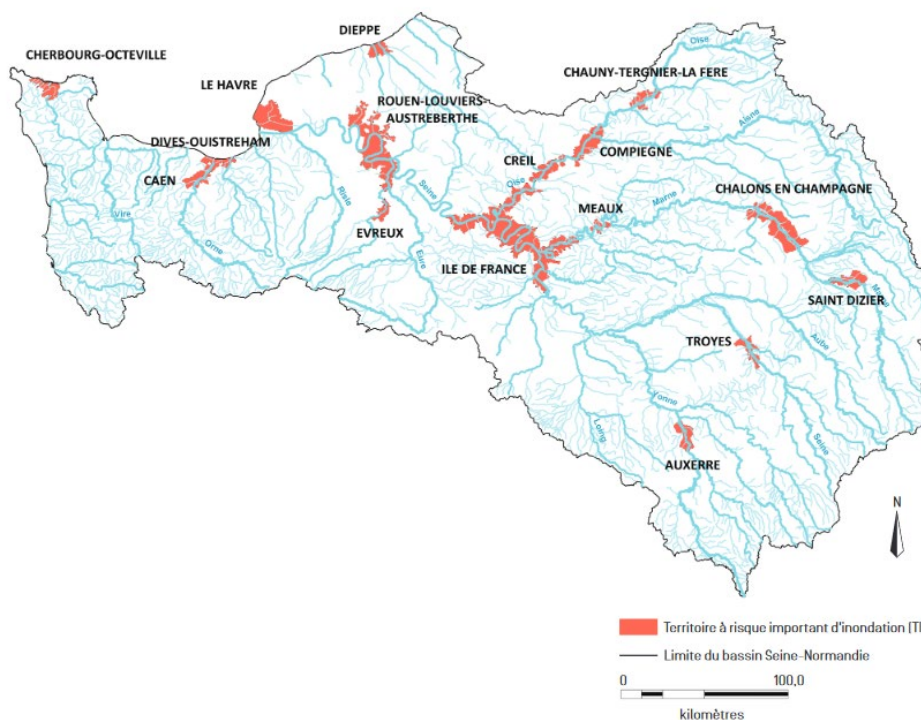 DIEPPE
Oise
CHERBOURG-OCTEVILLE
CHAUNY-TERGNIER-LA FERE
LE HAVRE
ROUEN-LOUVIERS-
AUSTREBERTHE
Aisne
DIVES-OUISTREHAM
COMPIEGNE
CREIL
CAEN
Oise
Seine
CHALONS EN CHAMPAGNE
Risle
MEAUX
Marne
Vire
EVREUX
Orne
Eure
ILE DE FRANCE
Marne
SAINT DIZIER
TROYES
Aube
Yonne
Loing
Seine
AUXERRE
N
Territoire à risque important d'inondation (TI
Limite du bassin Seine-Normandie
0 100,0
kilomètres